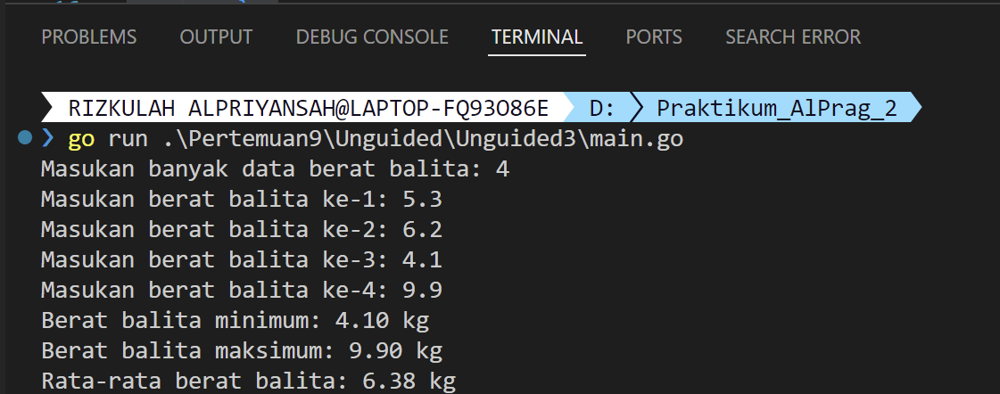 PROBLEMS OUTPUT DEBUG CONSOLE TERMINAL PORTS SEARCH ERROR
RIZKULAH ALPRIYANSAH@LAPTOP-FQ93O86E D: Praktikum_AlPrag_2
❯ go run .\Pertemuan9\Unguided\Unguided3\main.go
Masukan banyak data berat balita: 4
Masukan berat balita ke-1: 5.3
Masukan berat balita ke-2: 6.2
Masukan berat balita ke-3: 4.1
Masukan berat balita ke-4: 9.9
Berat balita minimum: 4.10 kg
Berat balita maksimum: 9.90 kg
Rata-rata berat balita: 6.38 kg